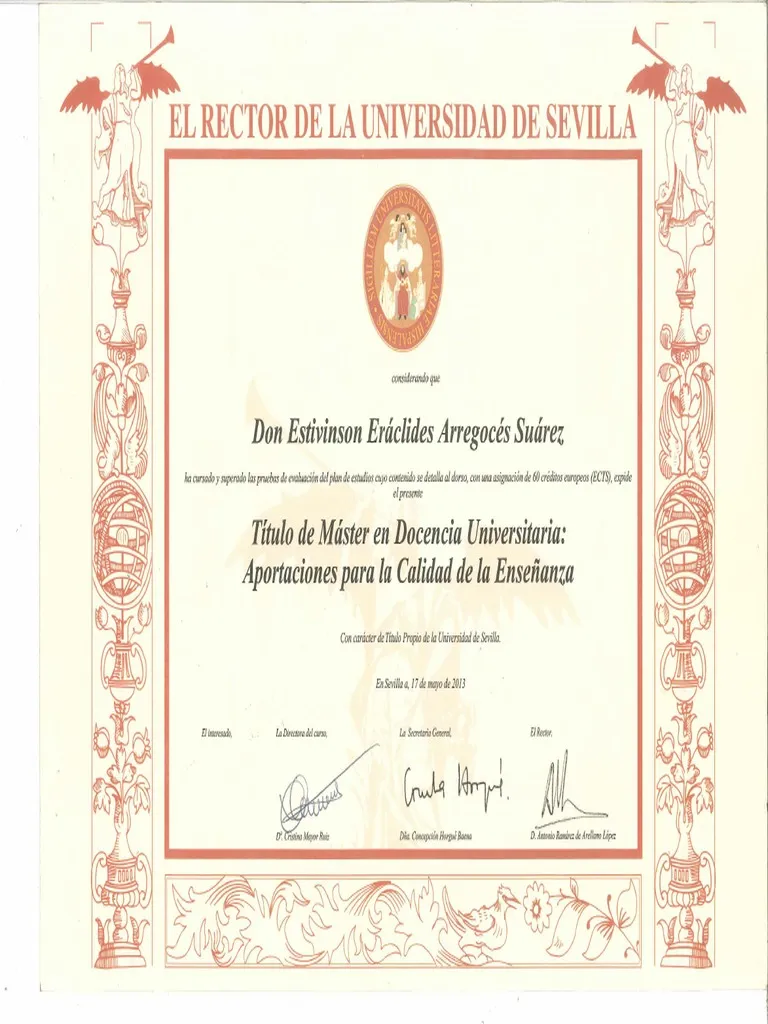 EL RECTOR DE LA UNIVERSIDAD DE SEVILLA
SIGILLUM UNIVERSITATIS LITTERARIAE HISPALENSIS
considerando que
Don Estivinson Eráclides Arregocés Suárez
ha cursado y superado las pruebas de evaluación del plan de estudios cuyo contenido se detalla al dorso, con una asignación de 60 créditos europeos (ECTS), expide
el presente
Título de Máster en Docencia Universitaria:
Aportaciones para la Calidad de la Enseñanza
Con carácter de Título Propio de la Universidad de Sevilla.
En Sevilla a, 17 de mayo de 2013
El interesado, La Directora del curso, La Secretaria General, El Rector,
Dª. Cristina Mayor Ruiz Dña. Concepción Horgué Baena D. Antonio Ramírez de Arellano López